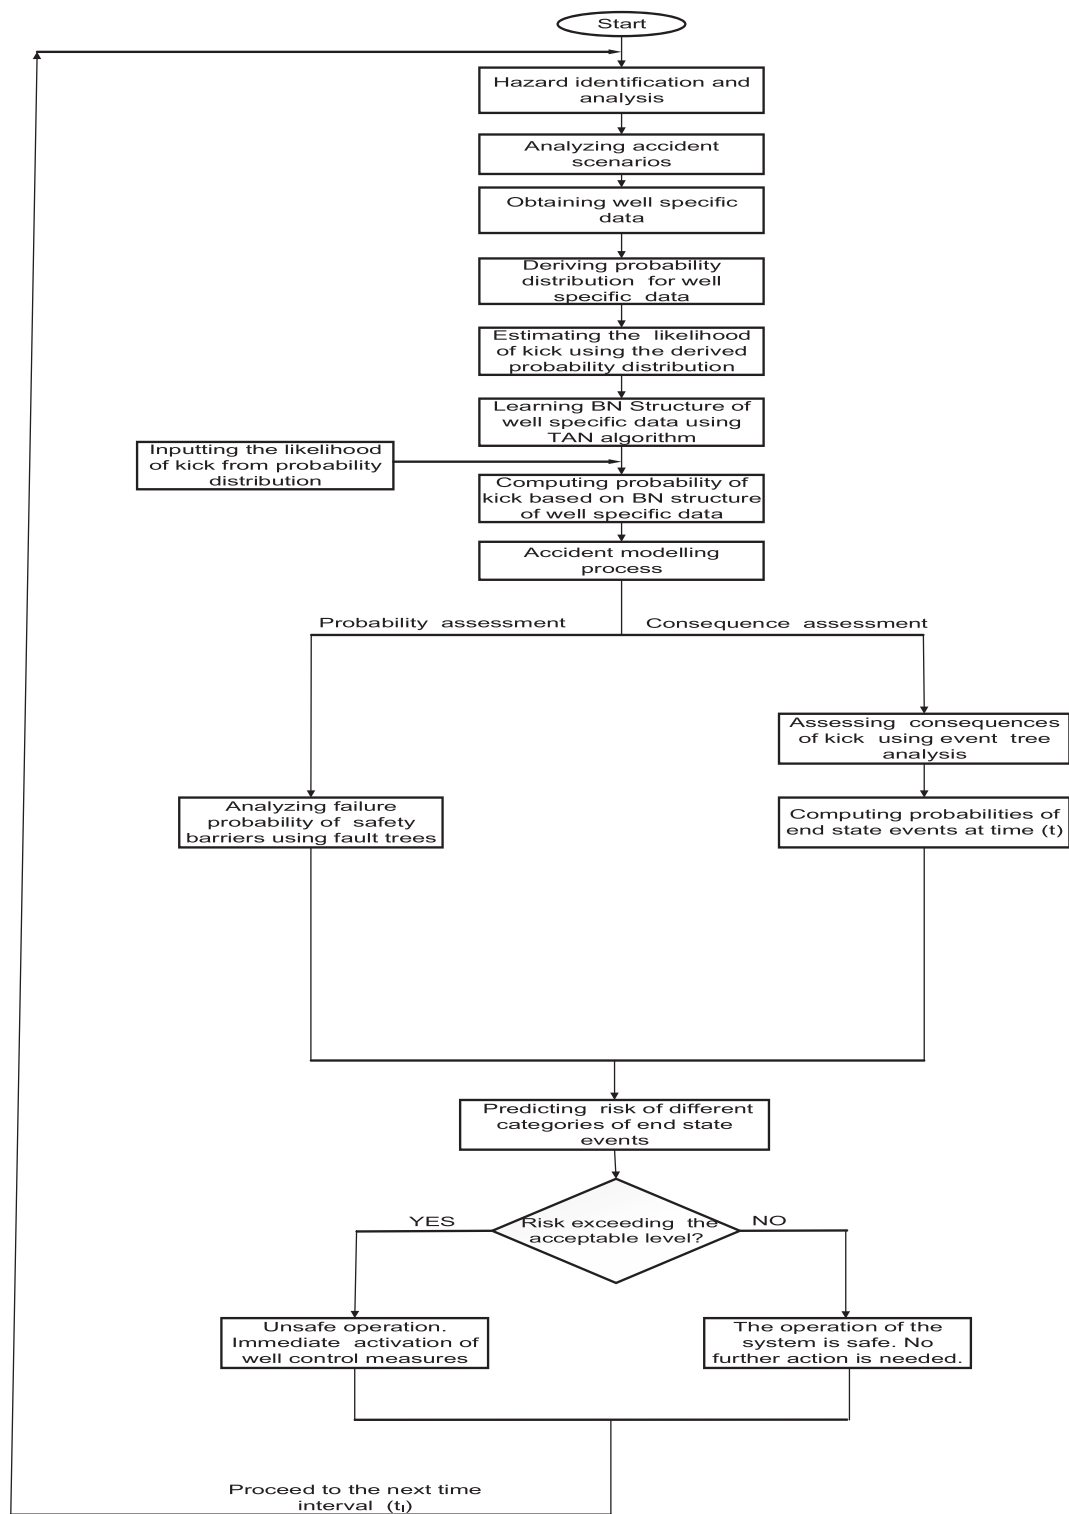 Start
Hazard identification and
analysis
Analyzing accident
scenarios
Obtaining well specific
data
Deriving probability
distribution for well
specific data
Estimating the likelihood
of kick using the derived
probability distribution
Learning BN Structure of
well specific data using
TAN algorithm
Inputting the likelihood
of kick from probability
distribution
Computing probability of
kick based on BN structure
of well specific data
Accident modelling
process
Probability assessment
Consequence assessment
Assessing consequences
of kick using event tree
analysis
Analyzing failure
probability of safety
barriers using fault trees
Computing probabilities of
end state events at time (t)
Predicting risk of different
categories of end state
events
YES
Risk exceeding the
acceptable level?
NO
Unsafe operation.
Immediate activation of
well control measures
The operation of the
system is safe. No
further action is needed.
Proceed to the next time
interval (tI)